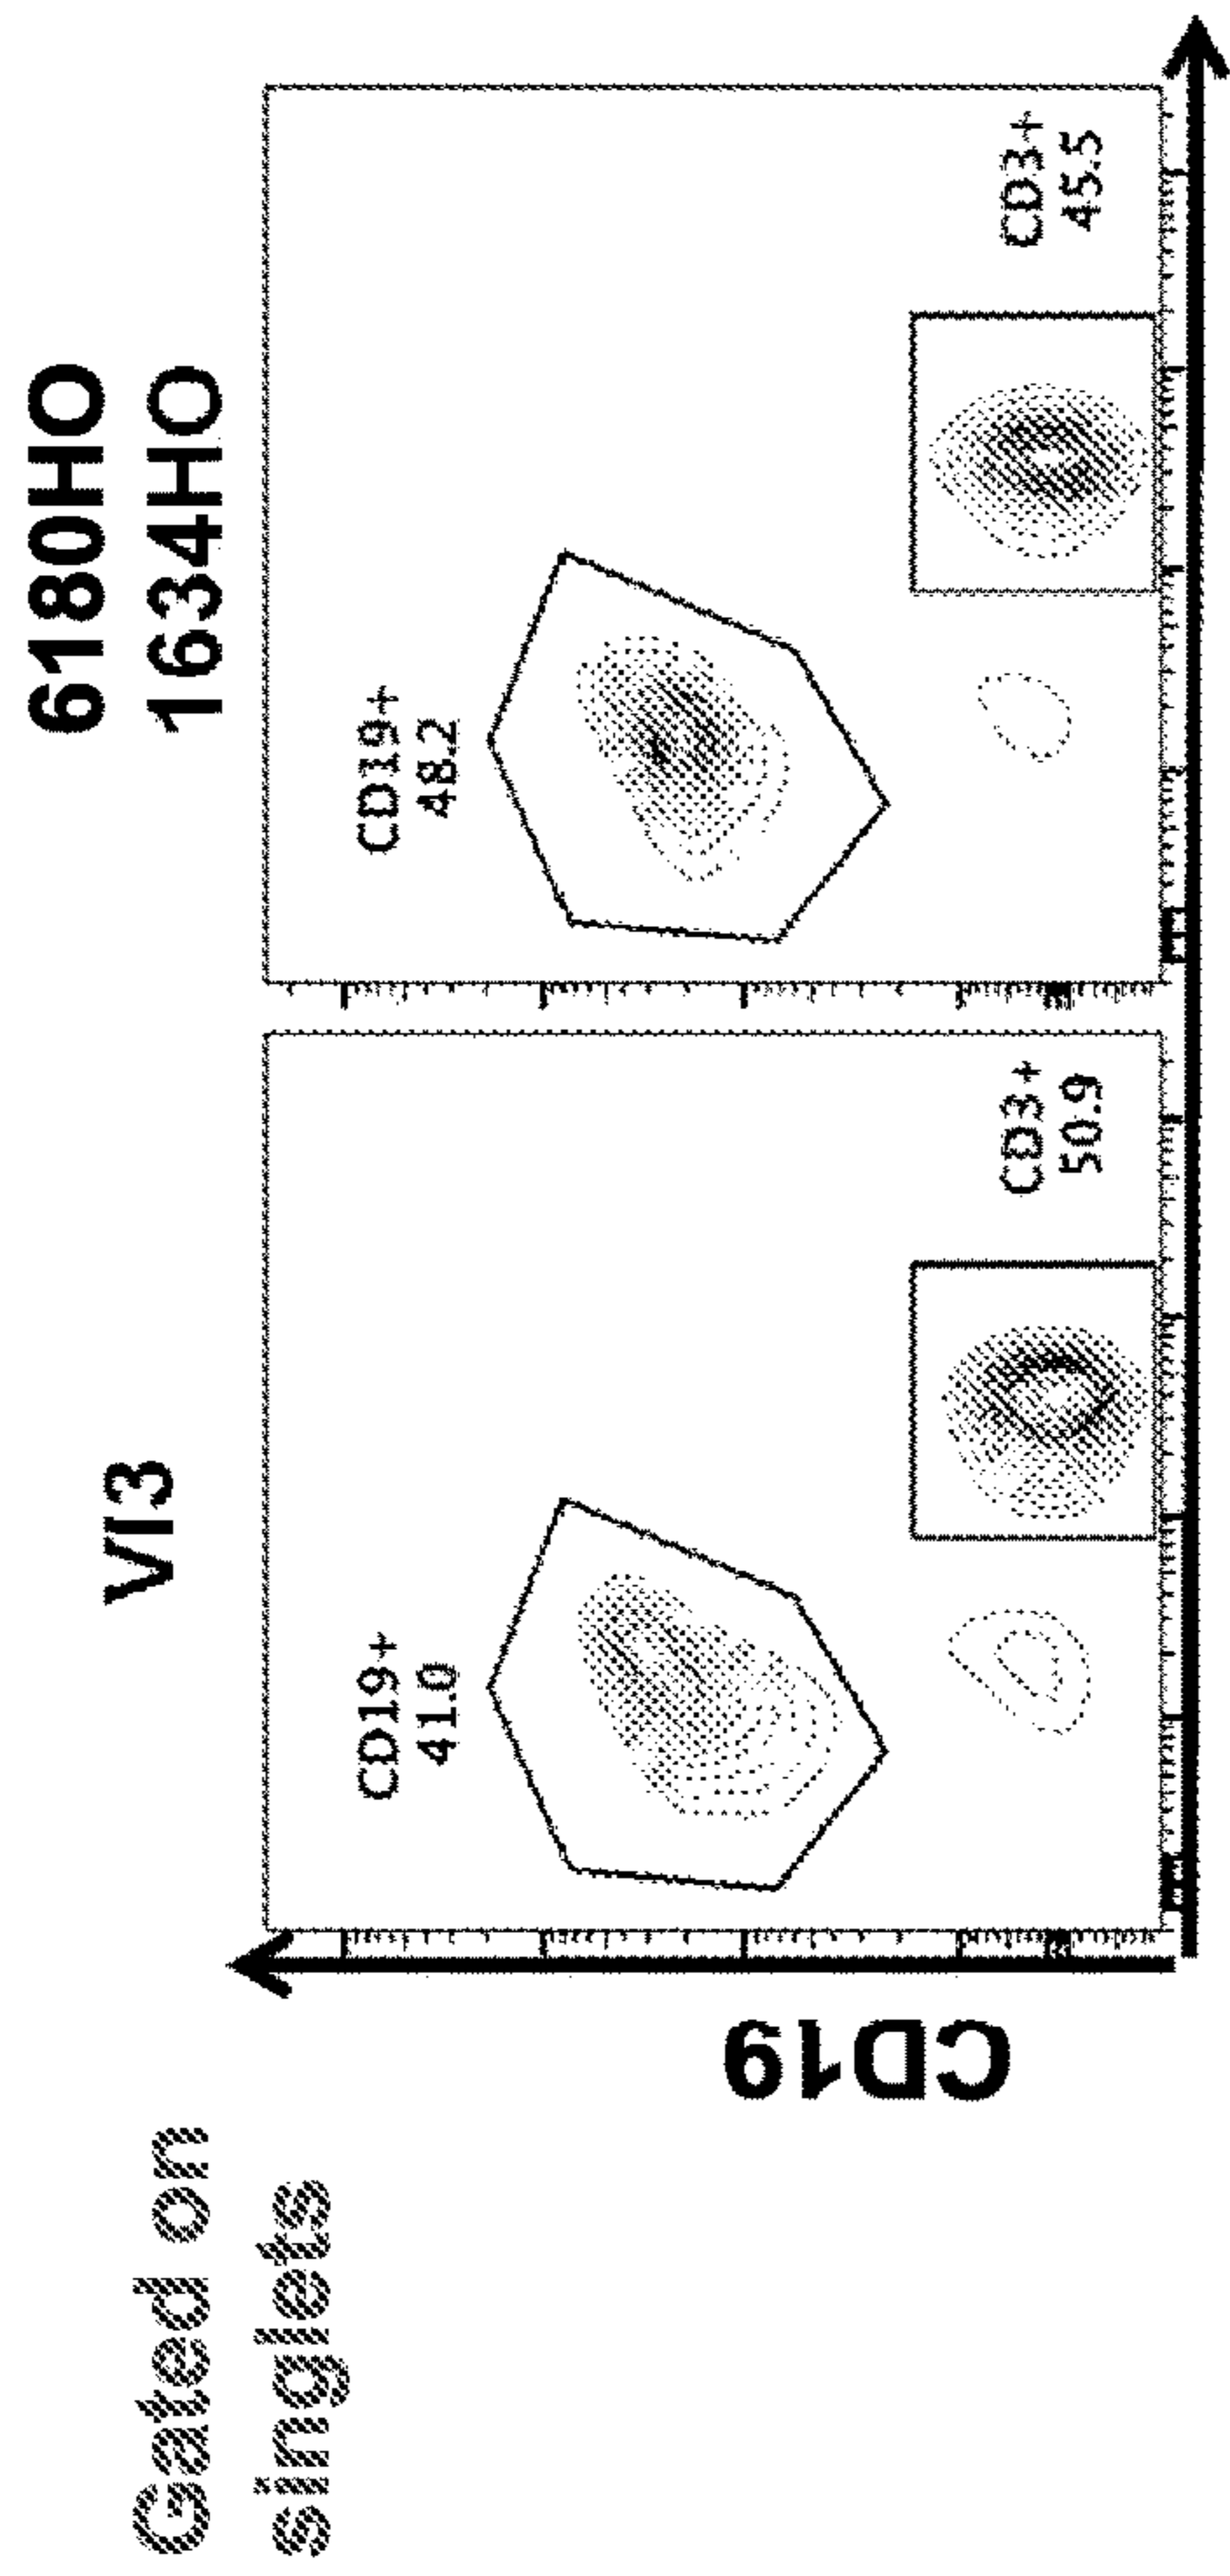 Gated on
singlets
VI3
6180HO
1634HO
CD19
CD19+
41.0
CD3+
50.9
CD19+
48.2
CD3+
45.5